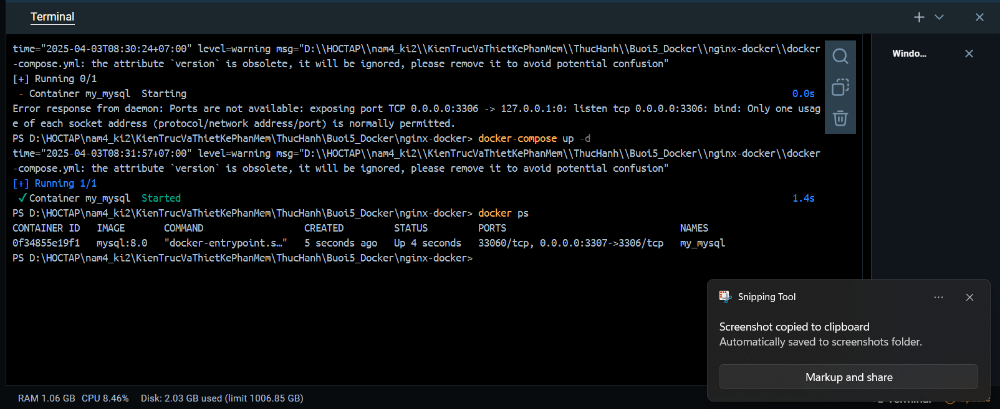 Terminal
time="2025-04-03T08:30:24+07:00" level=warning msg="D:\\HOCTAP\\nam4_ki2\\KienTrucVaThietKePhanMem\\ThucHanh\\Buoi5_Docker\\nginx-docker\\docker
-compose.yml: the attribute `version` is obsolete, it will be ignored, please remove it to avoid potential confusion"
[+] Running 0/1
- Container my_mysql  Starting 0.0s
Error response from daemon: Ports are not available: exposing port TCP 0.0.0.0:3306 -> 127.0.0.1:0: listen tcp 0.0.0.0:3306: bind: Only one usag
e of each socket address (protocol/network address/port) is normally permitted.
PS D:\HOCTAP\nam4_ki2\KienTrucVaThietKePhanMem\ThucHanh\Buoi5_Docker\nginx-docker> docker-compose up -d
time="2025-04-03T08:31:57+07:00" level=warning msg="D:\\HOCTAP\\nam4_ki2\\KienTrucVaThietKePhanMem\\ThucHanh\\Buoi5_Docker\\nginx-docker\\docker
-compose.yml: the attribute `version` is obsolete, it will be ignored, please remove it to avoid potential confusion"
[+] Running 1/1
✓Container my_mysql  Started 1.4s
PS D:\HOCTAP\nam4_ki2\KienTrucVaThietKePhanMem\ThucHanh\Buoi5_Docker\nginx-docker> docker ps
CONTAINER ID   IMAGE       COMMAND                  CREATED         STATUS         PORTS                               NAMES
0f34855e19f1   mysql:8.0   "docker-entrypoint.s…"   5 seconds ago   Up 4 seconds   33060/tcp, 0.0.0.0:3307->3306/tcp   my_mysql
PS D:\HOCTAP\nam4_ki2\KienTrucVaThietKePhanMem\ThucHanh\Buoi5_Docker\nginx-docker>
Windo...
Snipping Tool
Screenshot copied to clipboard
Automatically saved to screenshots folder.
Markup and share
RAM 1.06 GB CPU 8.46% Disk: 2.03 GB used (limit 1006.85 GB)